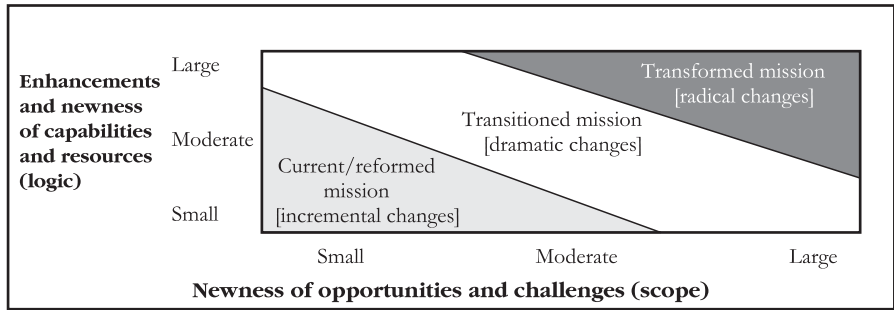 Enhancements
and newness
of capabilities
and resources
(logic)
Large
Moderate
Small
Transformed mission
[radical changes]
Transitioned mission
[dramatic changes]
Current/reformed
mission
[incremental changes]
Small
Moderate
Large
Newness of opportunities and challenges (scope)